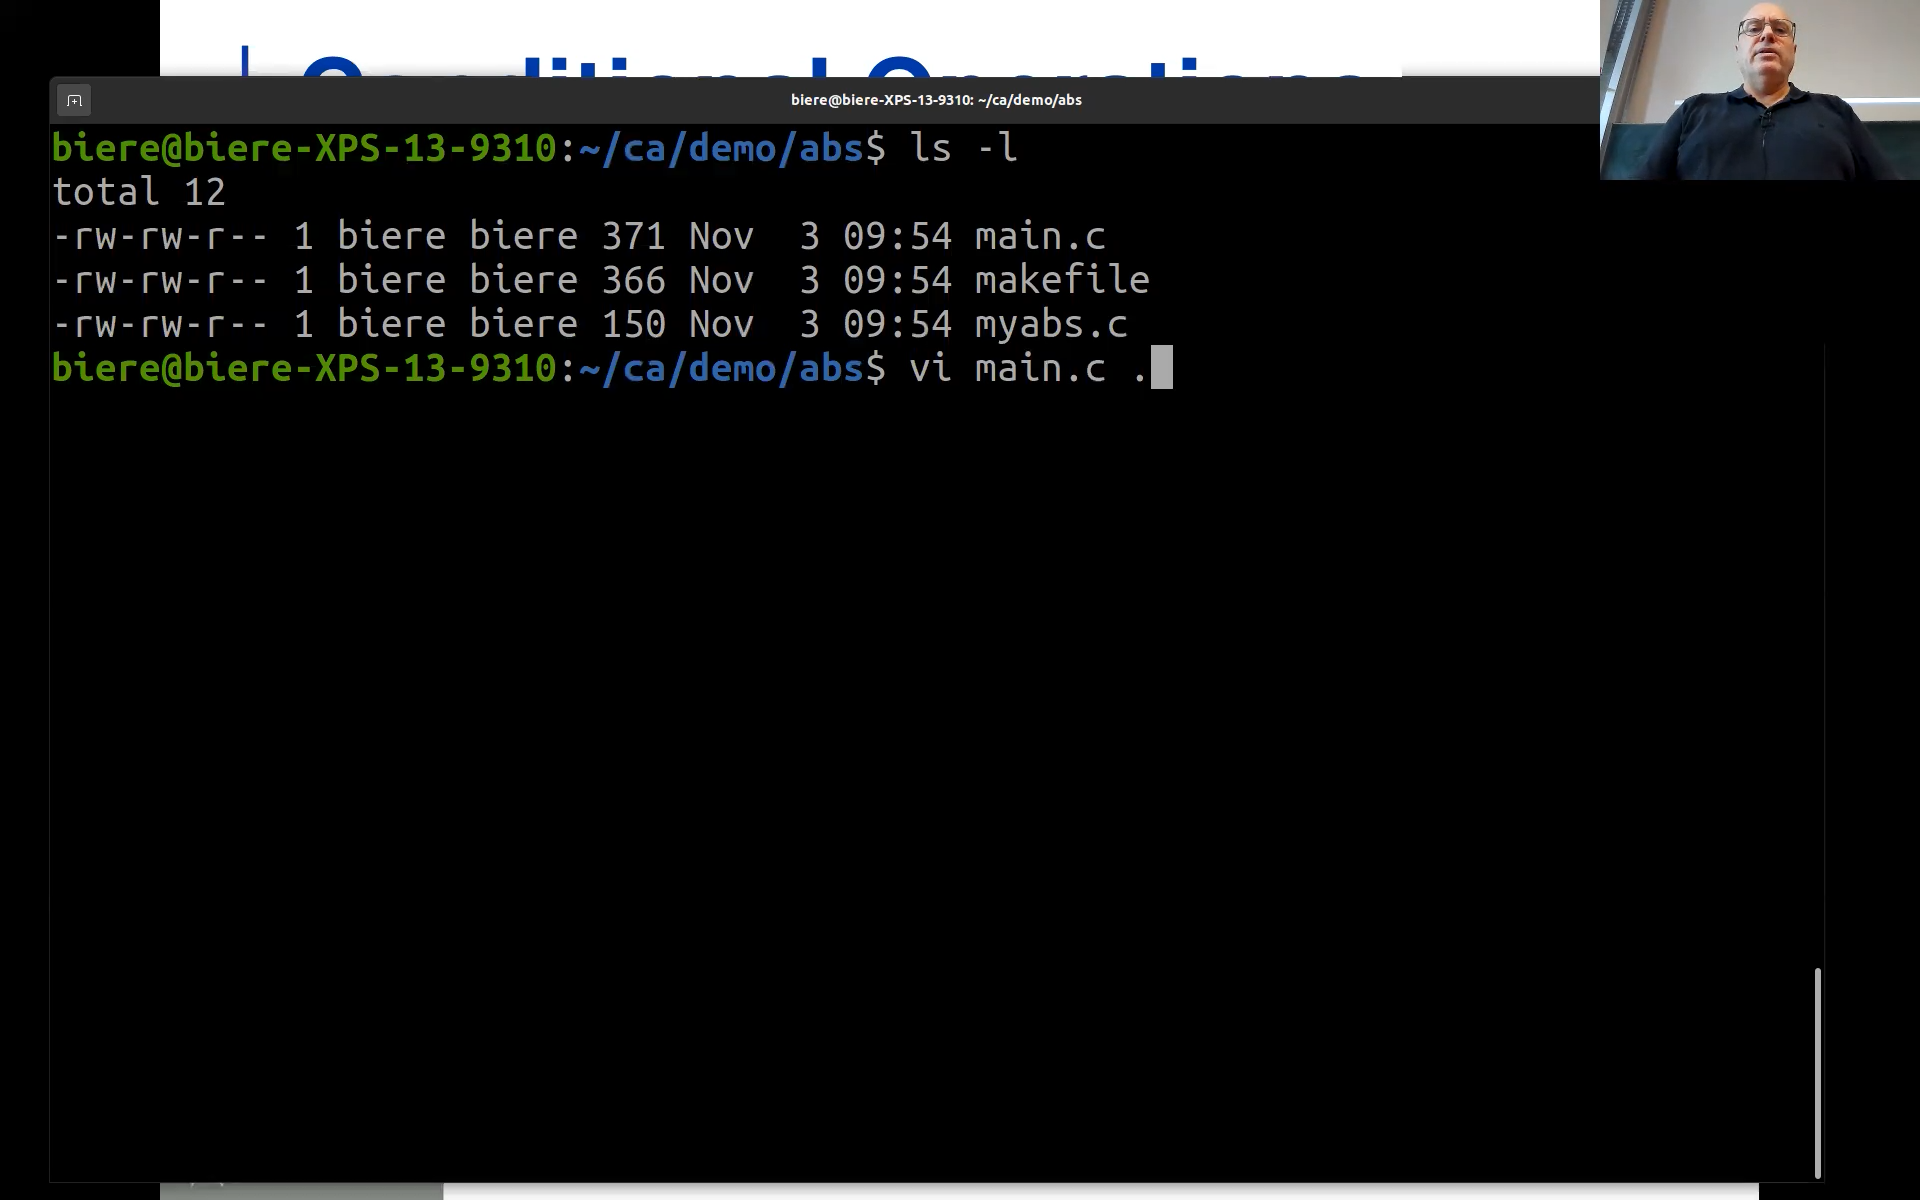 Conditional Operations
biere@biere-XPS-13-9310: ~/ca/demo/abs
biere@biere-XPS-13-9310:~/ca/demo/abs$ ls -l
total 12
-rw-rw-r-- 1 biere biere 371 Nov  3 09:54 main.c
-rw-rw-r-- 1 biere biere 366 Nov  3 09:54 makefile
-rw-rw-r-- 1 biere biere 150 Nov  3 09:54 myabs.c
biere@biere-XPS-13-9310:~/ca/demo/abs$ vi main.c .